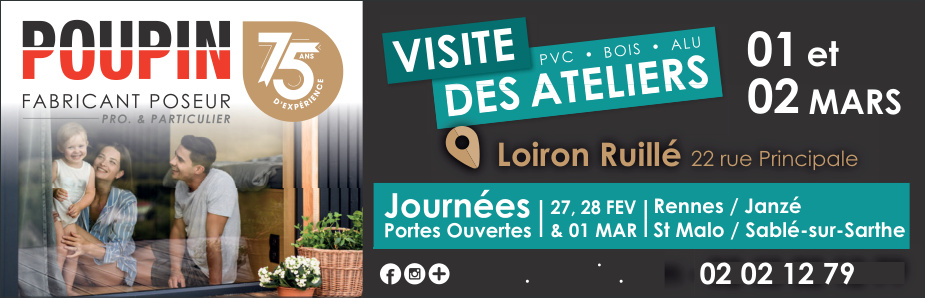 POUPIN
75 ANS
D'EXPÉRIENCE
FABRICANT POSEUR
PRO. & PARTICULIER
VISITE
PVC • BOIS • ALU
DES ATELIERS
01 et
02 MARS
Loiron Ruillé 22 rue Principale
Journées
Portes Ouvertes
27, 28 FEV
& 01 MAR
Rennes / Janzé
St Malo / Sablé-sur-Sarthe
02 02 12 79